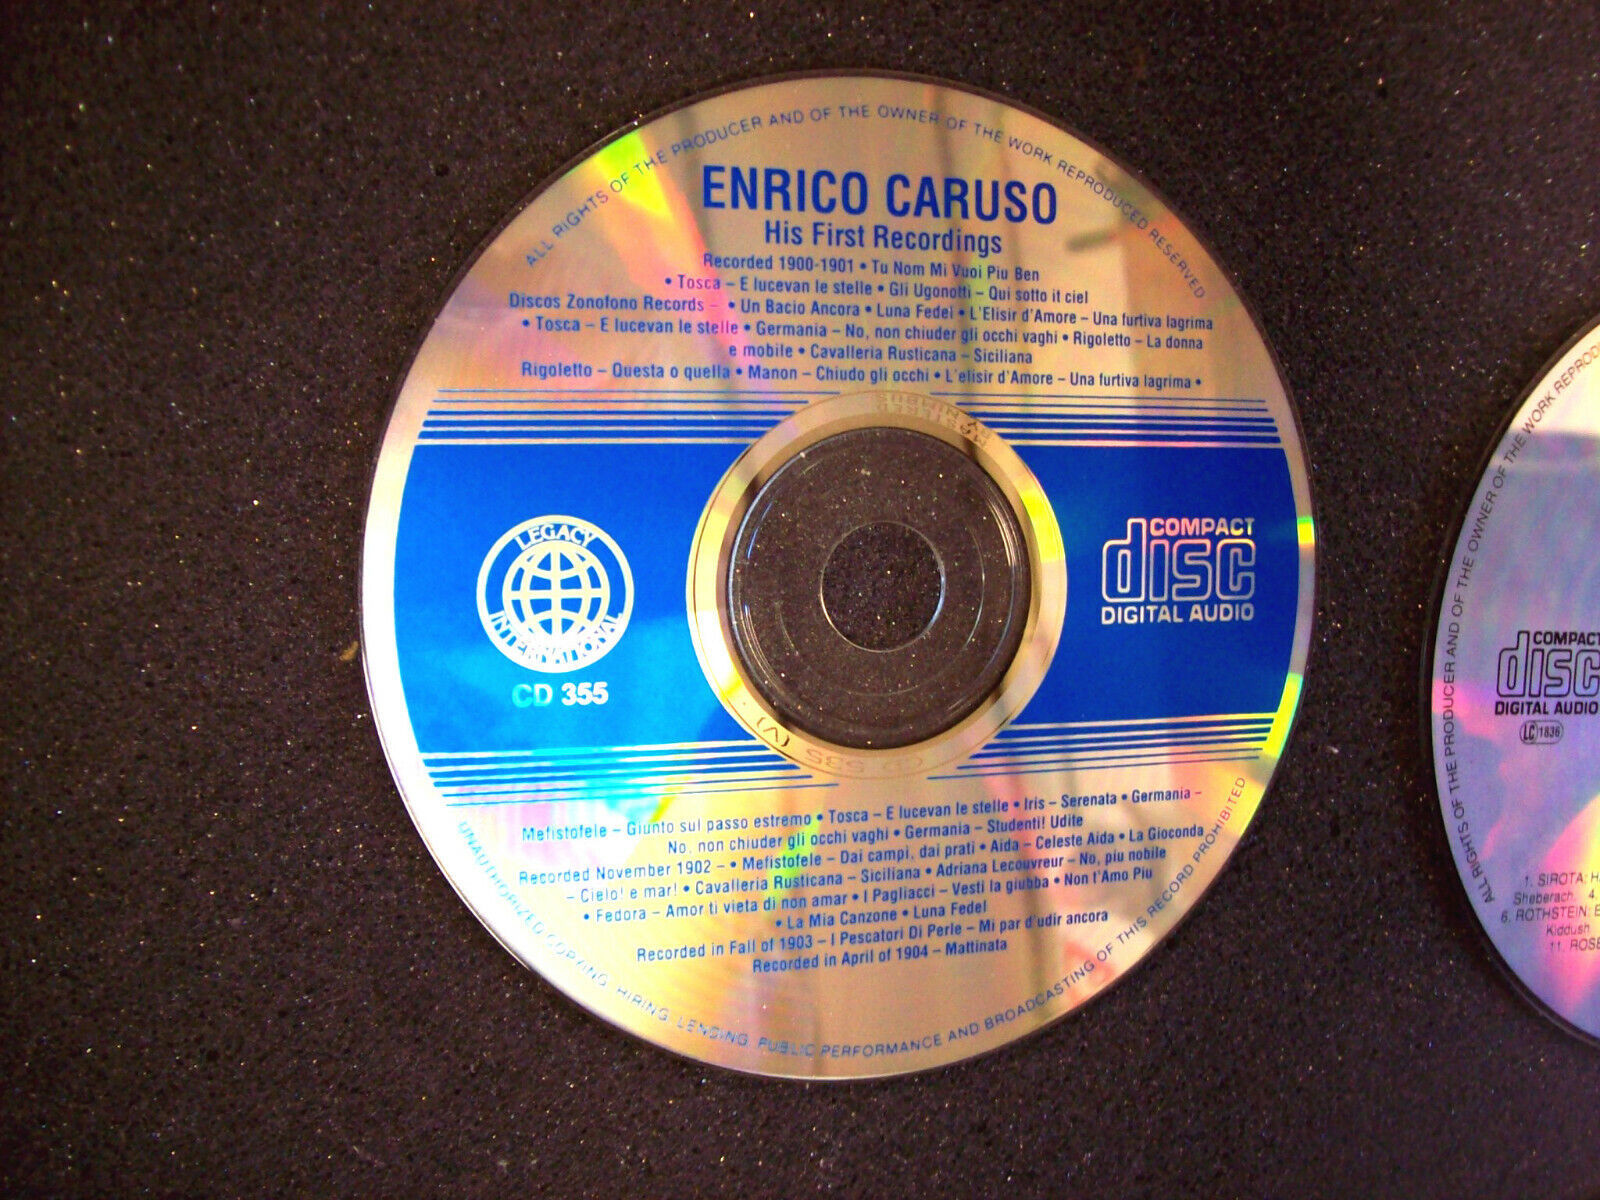 ALL RIGHTS OF THE PRODUCER AND OF THE OWNER OF THE WORK REPRODUCED RESERVED
ENRICO CARUSO
His First Recordings
Recorded 1900-1901 • Tu Nom Mi Vuoi Piu Ben
• Tosca – E lucevan le stelle • Gli Ugonotti – Qui sotto it ciel
Discos Zonofono Records – • Un Bacio Ancora • Luna Fedei • L'Elisir d'Amore – Una furtiva lagrima
• Tosca – E lucevan le stelle • Germania – No, non chiuder gli occhi vaghi • Rigoletto – La donna
e mobile • Cavalleria Rusticana – Siciliana
Rigoletto – Questa o quella • Manon – Chiudo gli occhi • L'elisir d'Amore – Una furtiva lagrima •
LEGACY
INTERNATIONAL
CD 355
COMPACT
disc
DIGITAL AUDIO
Mefistofele – Giunto sul passo estremo • Tosca – E lucevan le stelle • Iris – Serenata • Germania –
No, non chiuder gli occhi vaghi • Germania – Studenti! Udite
Recorded November 1902 – • Mefistofele – Dai campi, dai prati • Aida – Celeste Aida • La Gioconda
– Cielo! e mar! • Cavalleria Rusticana – Siciliana • Adriana Lecouvreur – No, piu nobile
• Fedora – Amor ti vieta di non amar • I Pagliacci – Vesti la giubba • Non t'Amo Piu
• La Mia Canzone • Luna Fedel
Recorded in Fall of 1903 – I Pescatori Di Perle – Mi par d'udir ancora
Recorded in April of 1904 – Mattinata
UNAUTHORIZED COPYING, HIRING, LENDING, PUBLIC PERFORMANCE AND BROADCASTING OF THIS RECORD PROHIBITED
ALL RIGHTS OF THE PRODUCER AND OF THE OWNER OF THE WORK
COMPACT
disc
DIGITAL AUDIO
LC 1836
1. SIROTA:
Sheberach. 4.
6. ROTHSTEIN:
Kiddush
11.